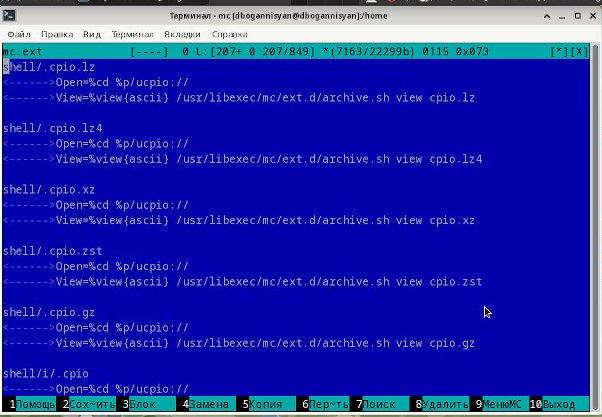 Терминал - mc [dbogannisyan@dbogannisyan]:/home
Файл Правка Вид Терминал Вкладки Справка
mc.ext [----] 0 L:[207+ 0 207/849] *(7163/22299b) 0115 0x073 [*][X]
shell/.cpio.lz
<------>Open=%cd %p/ucpio://
<------>View=%view{ascii} /usr/libexec/mc/ext.d/archive.sh view cpio.lz
shell/.cpio.lz4
<------>Open=%cd %p/ucpio://
<------>View=%view{ascii} /usr/libexec/mc/ext.d/archive.sh view cpio.lz4
shell/.cpio.xz
<------>Open=%cd %p/ucpio://
<------>View=%view{ascii} /usr/libexec/mc/ext.d/archive.sh view cpio.xz
shell/.cpio.zst
<------>Open=%cd %p/ucpio://
<------>View=%view{ascii} /usr/libexec/mc/ext.d/archive.sh view cpio.zst
shell/.cpio.gz
<------>Open=%cd %p/ucpio://
<------>View=%view{ascii} /usr/libexec/mc/ext.d/archive.sh view cpio.gz
shell/i/.cpio
<------>Open=%cd %p/ucpio://
1Помощь 2Сох~ить 3Блок 4Замена 5Копия 6Пер~ть 7Поиск 8Удалить 9МенюMC 10Выход